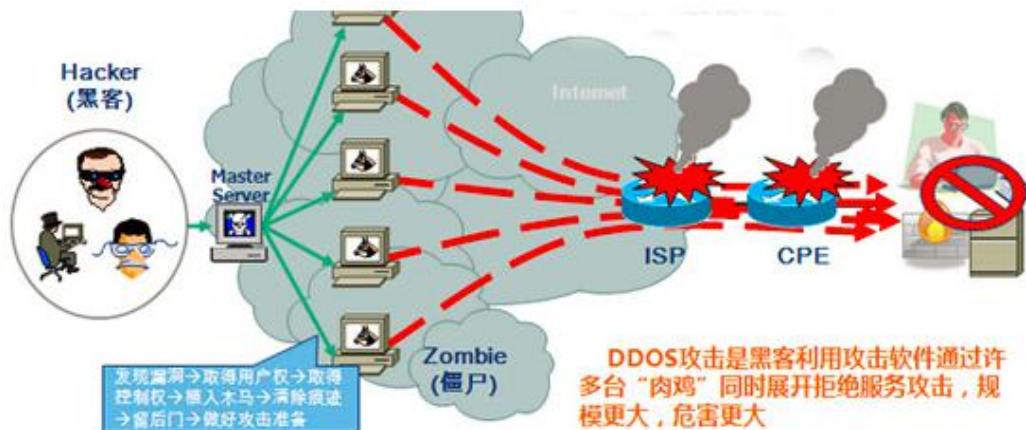 Hacker
(黑客)
Master
Server
Internet
ISP
CPE
Zombie
(僵尸)
发现漏洞→取得用户权→取得
控制权→植入木马→清除痕迹
→窗后门→做好攻击准备
DDOS攻击是黑客利用攻击软件通过许
多台“肉鸡”同时展开拒绝服务攻击，规
模更大，危害更大